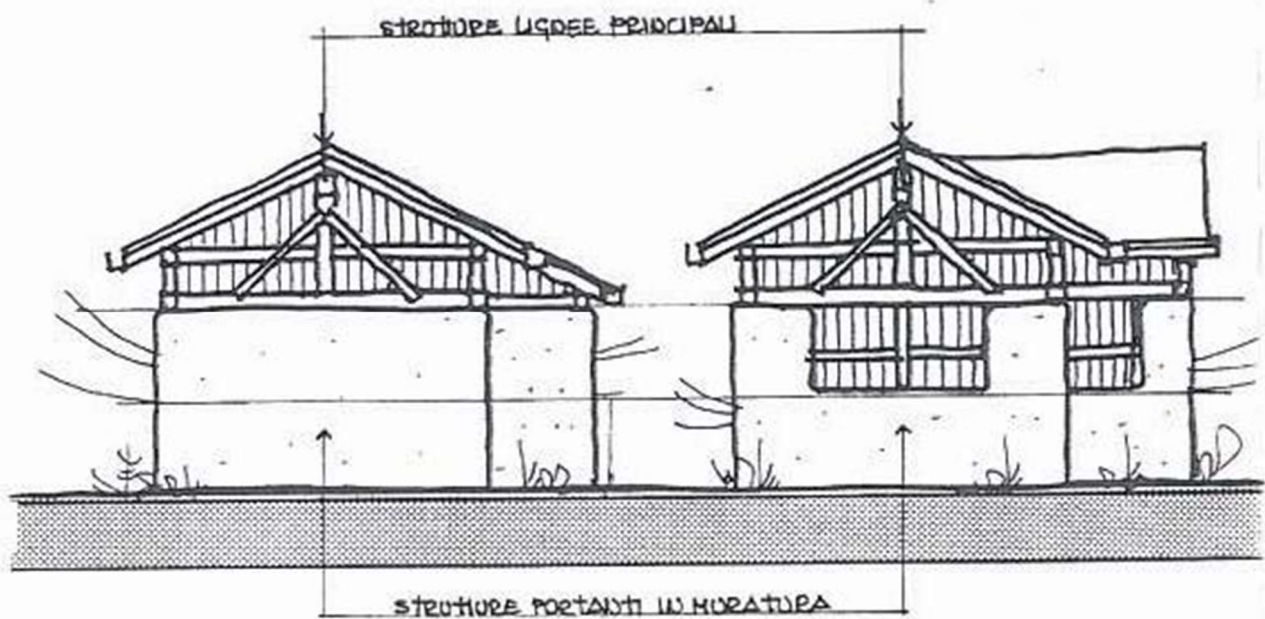 STRUTTURE LIGNEE PRINCIPALI
STRUTTURE PORTANTI IN MURATURA